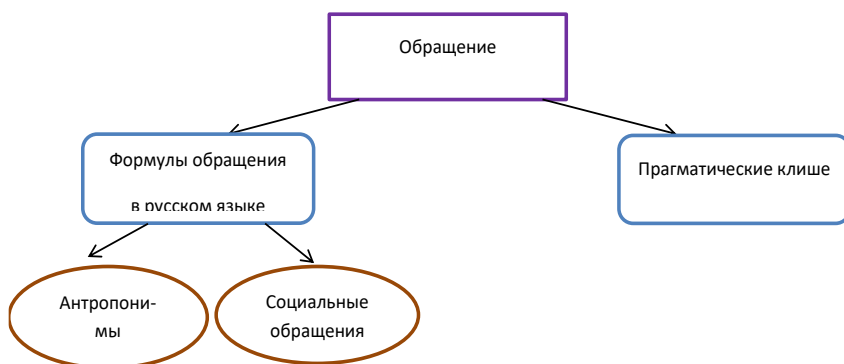 Обращение
Формулы обращения
в русском языке
Прагматические клише
Антропони-
мы
Социальные
обращения